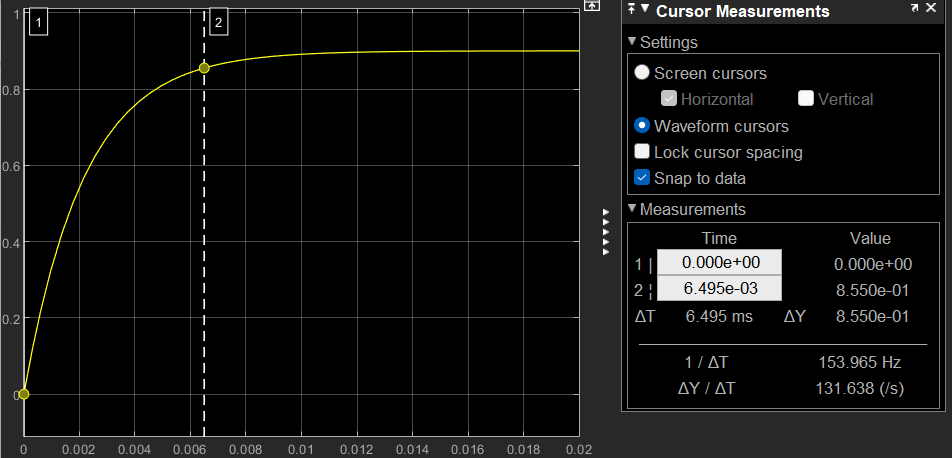 1
2
1
0.8
0.6
0.4
0.2
0
0 0.002 0.004 0.006 0.008 0.01 0.012 0.014 0.016 0.018 0.02
Cursor Measurements
Settings
Screen cursors
Horizontal Vertical
Waveform cursors
Lock cursor spacing
Snap to data
Measurements
Time Value
1 | 0.000e+00 0.000e+00
2 ¦ 6.495e-03 8.550e-01
ΔT 6.495 ms ΔY 8.550e-01
1 / ΔT 153.965 Hz
ΔY / ΔT 131.638 (/s)